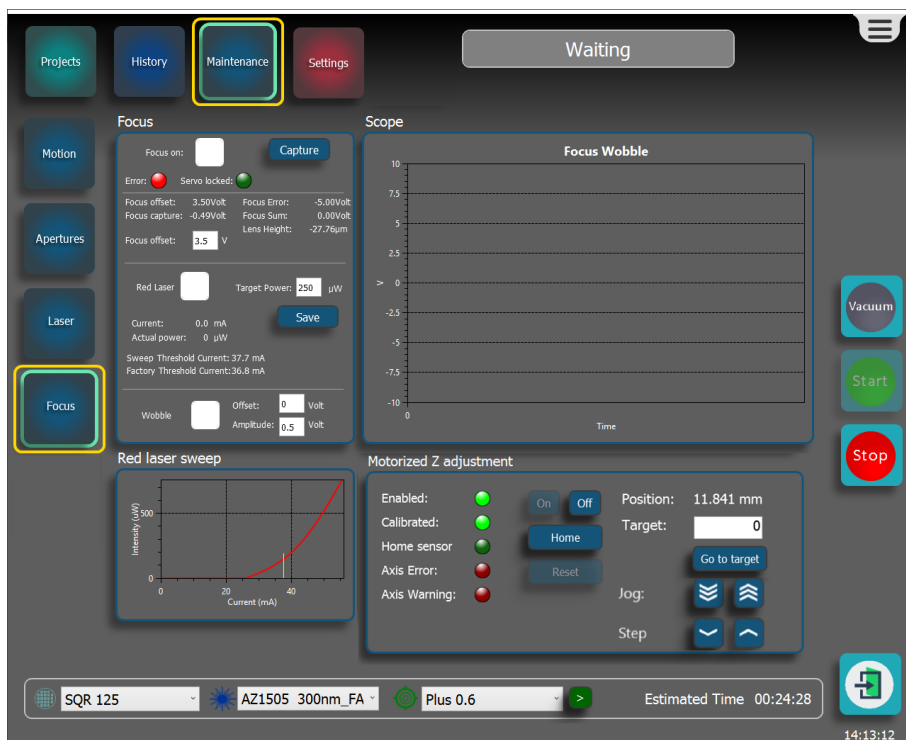 Projects
History
Maintenance
Settings
Waiting
Motion
Apertures
Laser
Focus
Focus
Focus on:
Capture
Error:
Servo locked:
Focus offset: 3.50Volt Focus Error: -5.00Volt
Focus capture: -0.49Volt Focus Sum: 0.00Volt
Lens Height: -27.76µm
Focus offset: 3.5 V
Red Laser
Target Power: 250 µW
Current: 0.0 mA
Save
Actual power: 0 µW
Sweep Threshold Current: 37.7 mA
Factory Threshold Current:36.8 mA
Wobble
Offset: 0 Volt
Amplitude: 0.5 Volt
Scope
Focus Wobble
10
7.5
5
2.5
0
-2.5
-5
-7.5
-10
V
0
Time
Vacuum
Start
Stop
Red laser sweep
Intensity (uW)
500
0
0 20 40
Current (mA)
Motorized Z adjustment
Enabled:
On Off
Position: 11.841 mm
Calibrated:
Target: 0
Home sensor
Home
Go to target
Axis Error:
Reset
Axis Warning:
Jog:
Step
SQR 125
AZ1505 300nm_FA
Plus 0.6
>
Estimated Time 00:24:28
14:13:12